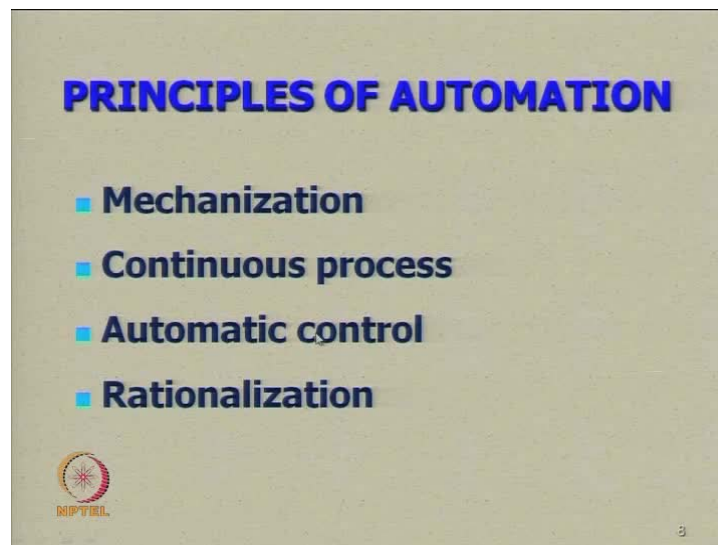 PRINCIPLES OF AUTOMATION
Mechanization
Continuous process
Automatic control
Rationalization
NPTEL
8